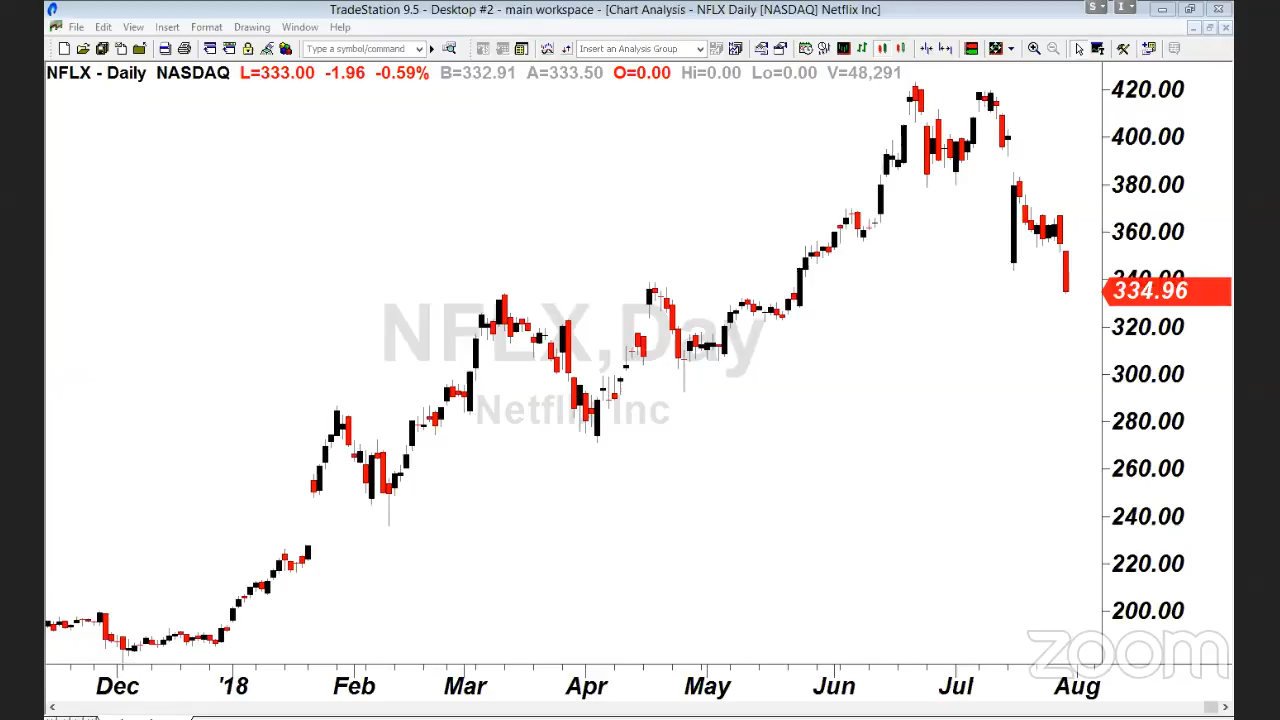 TradeStation 9.5 - Desktop #2 - main workspace - [Chart Analysis - NFLX Daily [NASDAQ] Netflix Inc]
S
I
File Edit View Insert Format Drawing Window Help
Type a symbol/command
Insert an Analysis Group
NFLX - Daily NASDAQ L=333.00 -1.96 -0.59% B=332.91 A=333.50 O=0.00 Hi=0.00 Lo=0.00 V=48,291
420.00
400.00
380.00
360.00
340.00
334.96
320.00
300.00
280.00
260.00
240.00
220.00
200.00
NFLX,Day
Netflix Inc
zoom
Dec '18 Feb Mar Apr May Jun Jul Aug